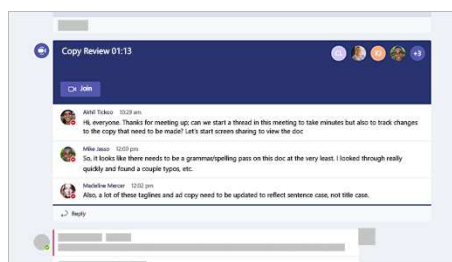 Copy Review 01:13
+3
Join
Akhil Tickoo 10:29 am
Hi, everyone. Thanks for meeting up; can we start a thread in this meeting to take minutes but also to track changes
to the copy that need to be made? Let's start screen sharing to view the doc
Mike Jasso 12:00 pm
So, it looks like there needs to be a grammar/spelling pass on this doc at the very least. I looked through really
quickly and found a couple typos, etc.
Madeline Mercer 12:02 pm
Also, a lot of these taglines and ad copy need to be updated to reflect sentence case, not title case.
Reply